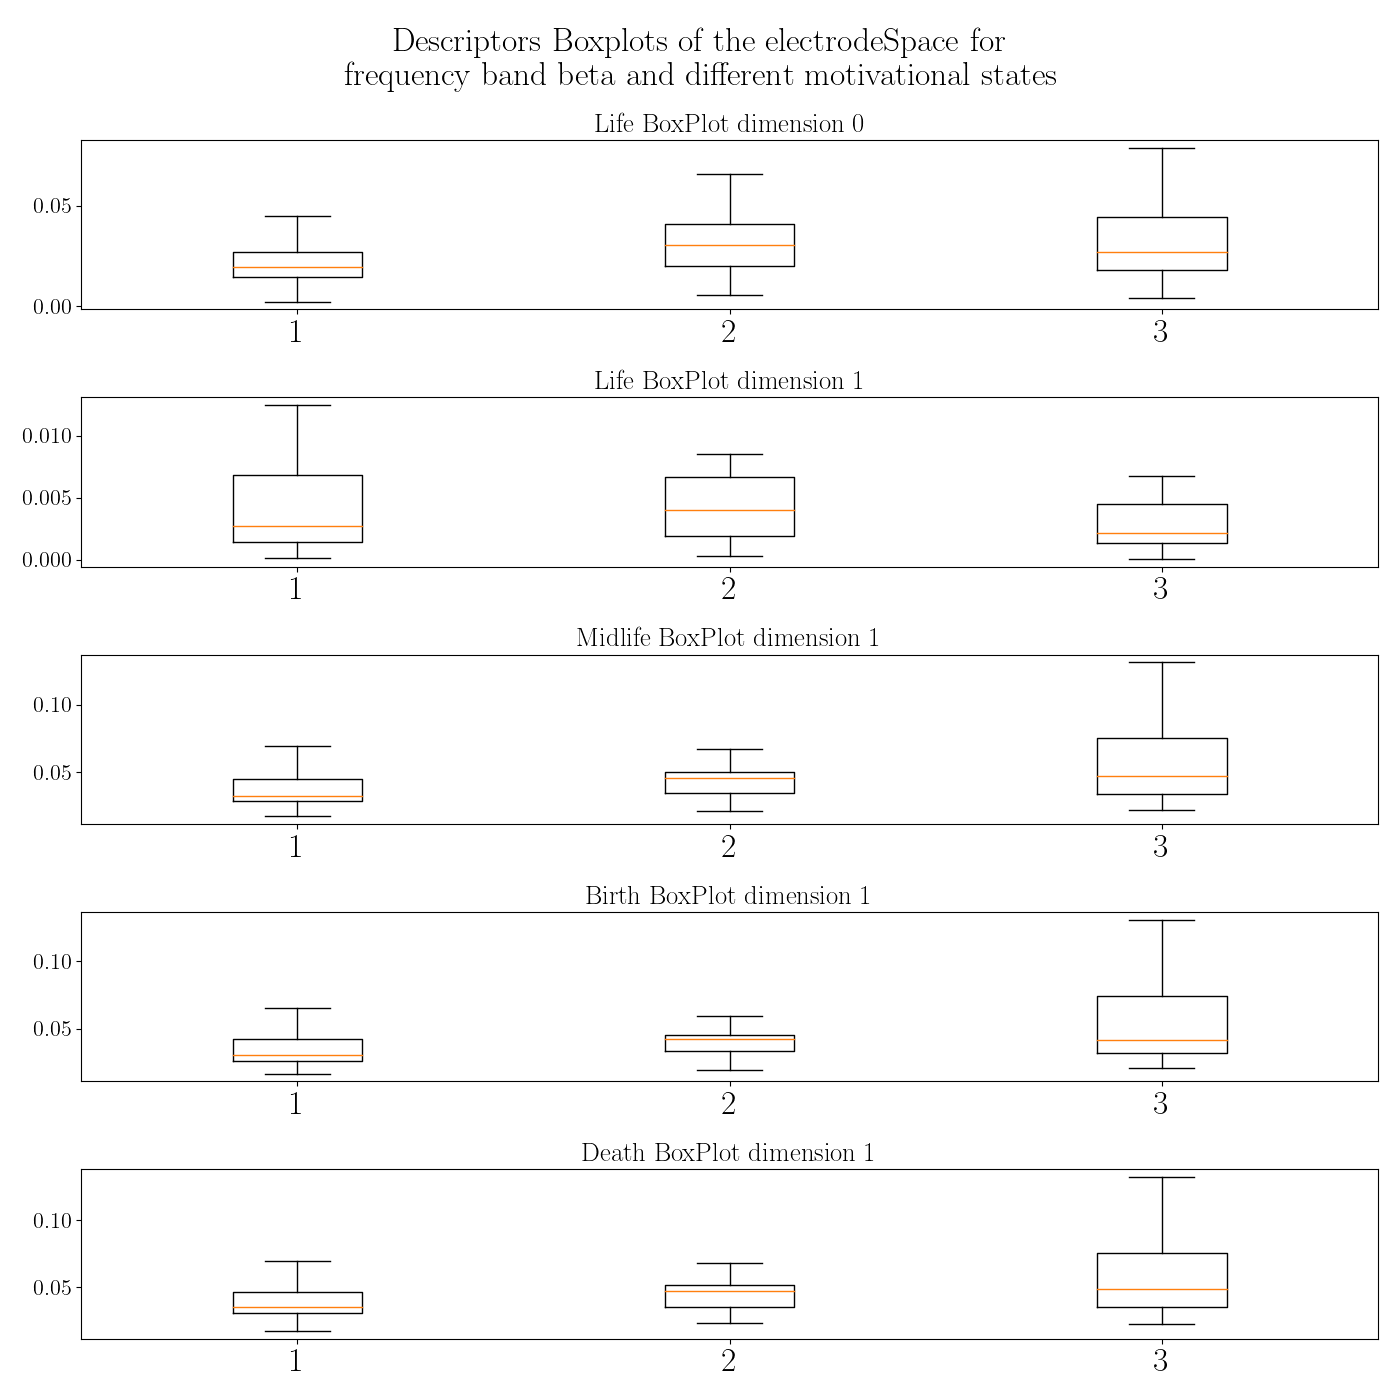 Descriptors Boxplots of the electrodeSpace for
frequency band beta and different motivational states
Life BoxPlot dimension 0
0.05
0.00
1 2 3
Life BoxPlot dimension 1
0.010
0.005
0.000
1 2 3
Midlife BoxPlot dimension 1
0.10
0.05
1 2 3
Birth BoxPlot dimension 1
0.10
0.05
1 2 3
Death BoxPlot dimension 1
0.10
0.05
1 2 3